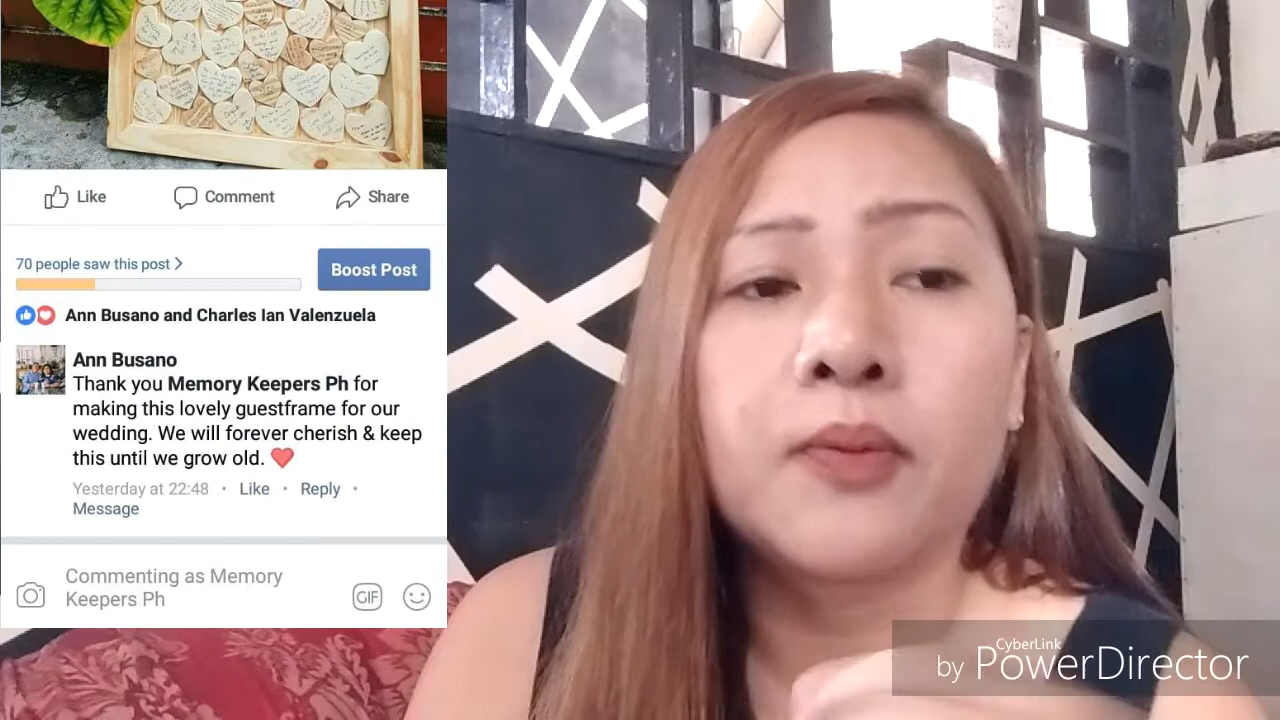 Like
Comment
Share
70 people saw this post >
Boost Post
Ann Busano and Charles Ian Valenzuela
Ann Busano
Thank you Memory Keepers Ph for
making this lovely guestframe for our
wedding. We will forever cherish & keep
this until we grow old. ❤️
Yesterday at 22:48 · Like · Reply ·
Message
Commenting as Memory
Keepers Ph
GIF
CyberLink
by PowerDirector